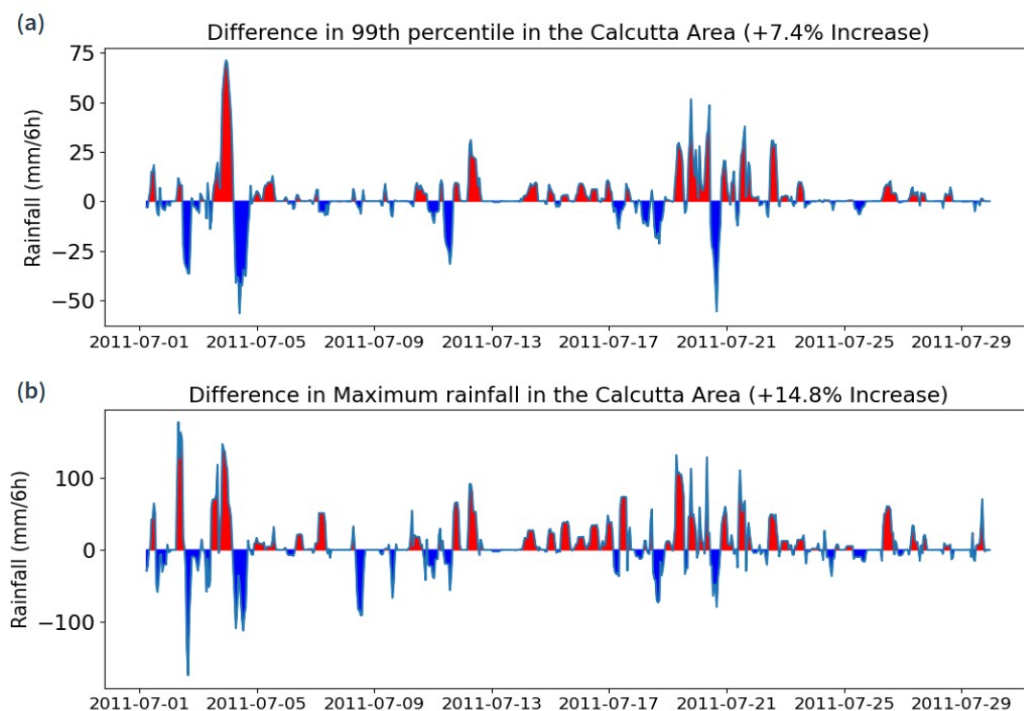 (a)
Difference in 99th percentile in the Calcutta Area (+7.4% Increase)
75
50
25
0
−25
−50
Rainfall (mm/6h)
2011-07-01 2011-07-05 2011-07-09 2011-07-13 2011-07-17 2011-07-21 2011-07-25 2011-07-29
(b)
Difference in Maximum rainfall in the Calcutta Area (+14.8% Increase)
100
0
−100
Rainfall (mm/6h)
2011-07-01 2011-07-05 2011-07-09 2011-07-13 2011-07-17 2011-07-21 2011-07-25 2011-07-29